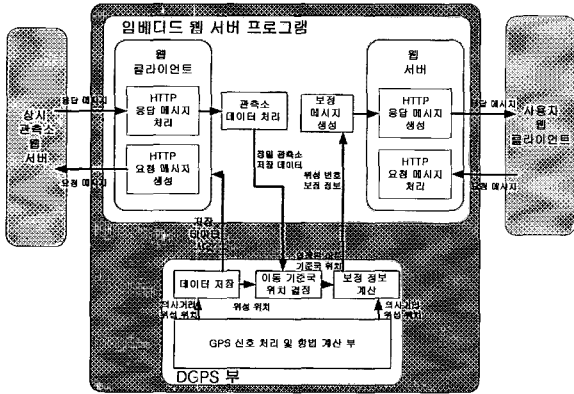 임베디드 웹 서버 프로그램
웹
클라이언트
웹
서버
상시
관측소
웹
서버
응답 메시지
HTTP
응답 메시지
처리
관측소
데이터 처리
보정
메시지
생성
HTTP
응답 메시지
생성
응답 메시지
사용자
웹
클라이언트
요청 메시지
HTTP
요청 메시지
생성
정밀 관측소
저장 데이터
위성 번호
보정 정보
HTTP
요청 메시지
처리
요청 메시지
저장
데이터
기준국 위치
데이터 저장
이동 기준국
위치 결정
보정 정보
계산
의사거리
위성 위치
위성 위치
의사거리
위성 위치
GPS 신호 처리 및 항법 계산 부
DGPS 부